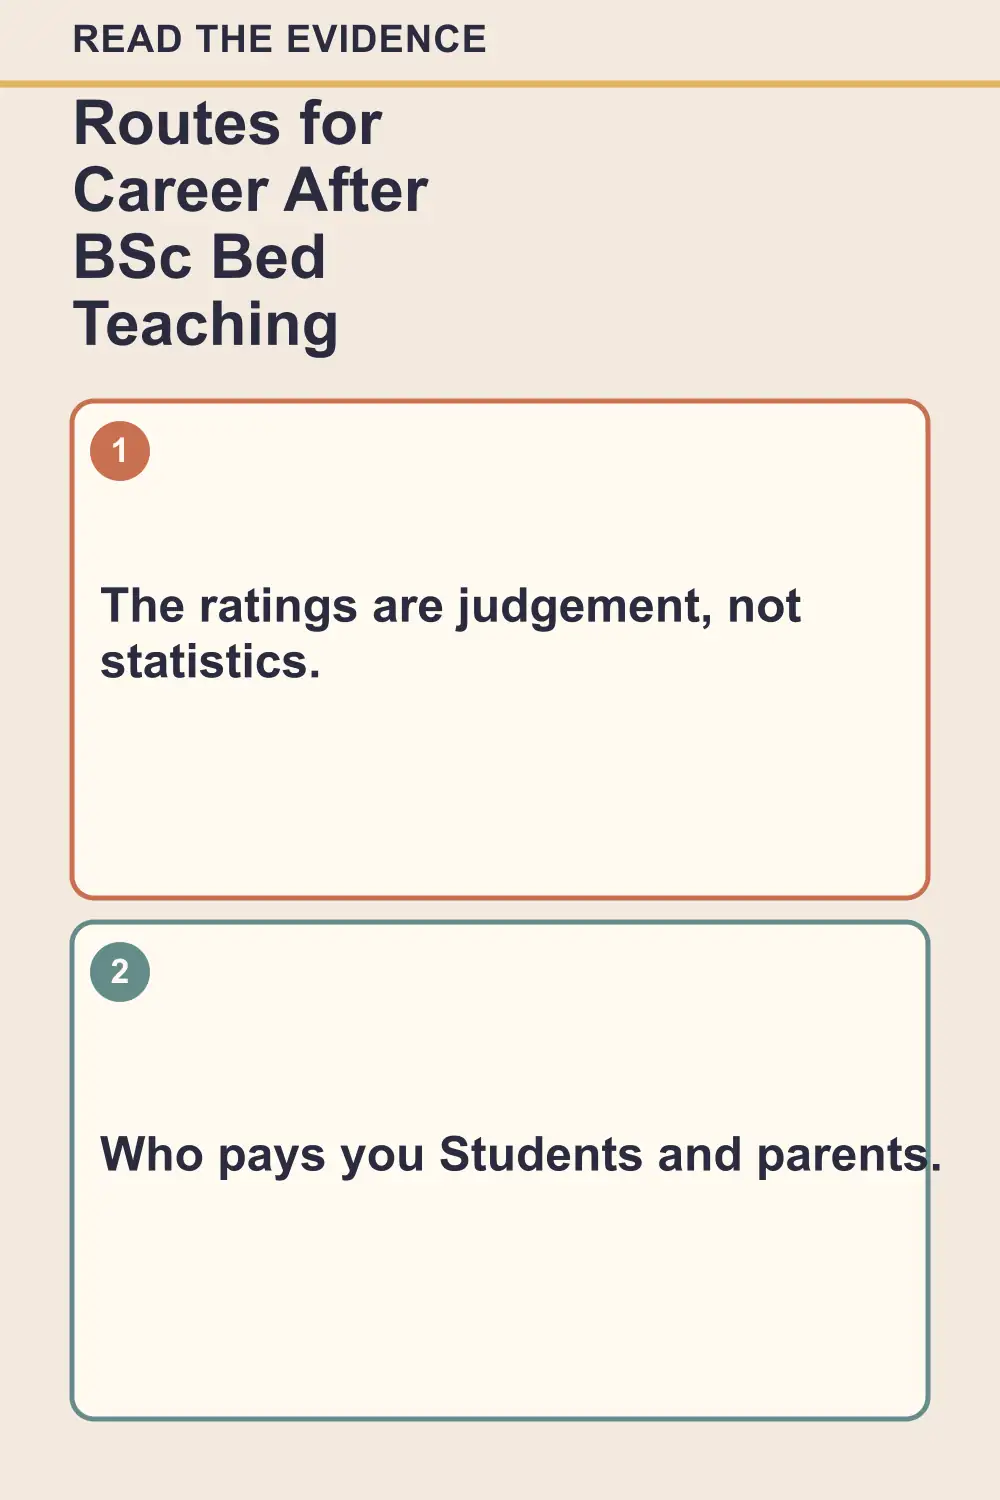 READ THE EVIDENCE
Routes for
Career After
BSc Bed
Teaching
1
The ratings are judgement, not
statistics.
2
Who pays you Students and parents.